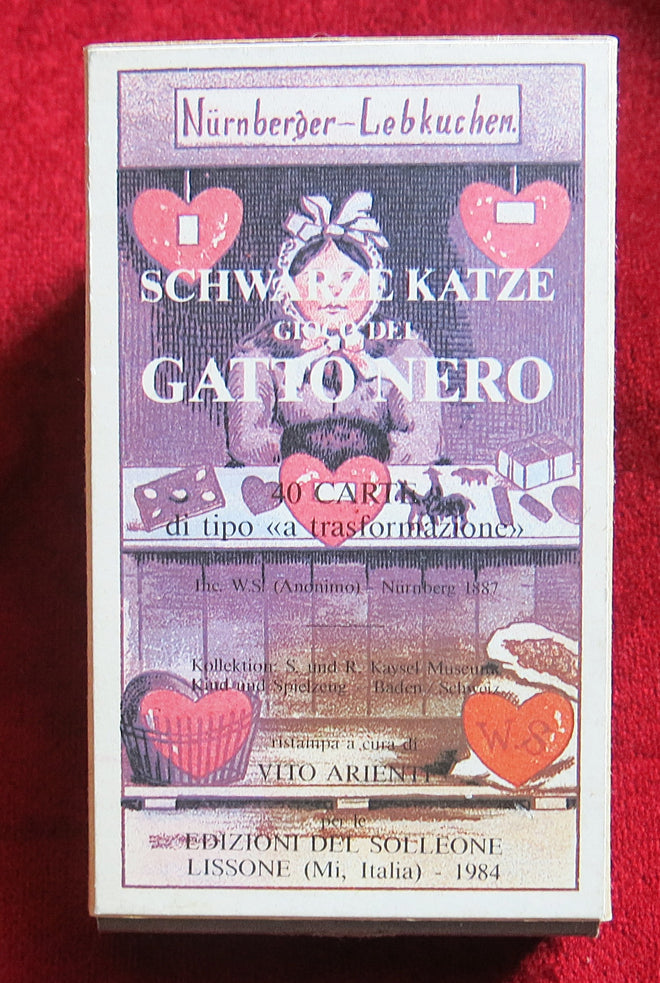 Nürnberger-Lebkuchen.
SCHWARZE KATZE
GIOCO DEL
GATTO NERO
40 CARTE
di tipo «a trasformazione»
Inc. W.S. (Anonimo) - Nürnberg 1887
Kollektion: S. und R. Kaysel Museum,
Kind und Spielzeug - Baden / Schweiz
W.S.
ristampa a cura di
VITO ARIENTI
per le
EDIZIONI DEL SOLLEONE
LISSONE (Mi, Italia) - 1984